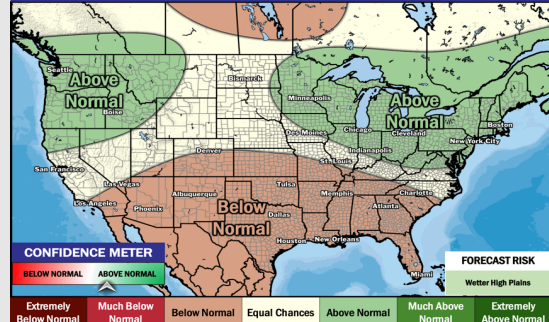 Seattle
Above
Normal
Boise
Bismarck
Minneapolis
Above
Normal
Boston
Chicago
Cleveland
New York City
Des Moines
Indianapolis
Denver
St. Louis
San Francisco
Las Vegas
Los Angeles
Phoenix
Albuquerque
Tulsa
Memphis
Charlotte
Atlanta
Below
Normal
Dallas
Houston
New Orleans
Miami
CONFIDENCE METER
BELOW NORMAL
ABOVE NORMAL
FORECAST RISK
Wetter High Plains
Extremely
Below Normal
Much Below
Normal
Below Normal
Equal Chances
Above Normal
Much Above
Normal
Extremely
Above Normal